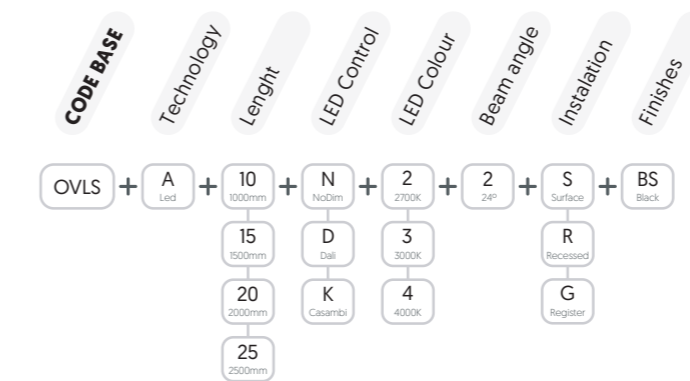 CODE BASE
Technology
Lenght
LED Control
LED Colour
Beam angle
Instalation
Finishes
OVLS + A + 10 + N + 2 + 2 + S + BS
Led 1000mm NoDim 2700K 24º Surface Black
15 D 3 R
1500mm Dali 3000K Recessed
20 K 4 G
2000mm Casambi 4000K Register
25
2500mm